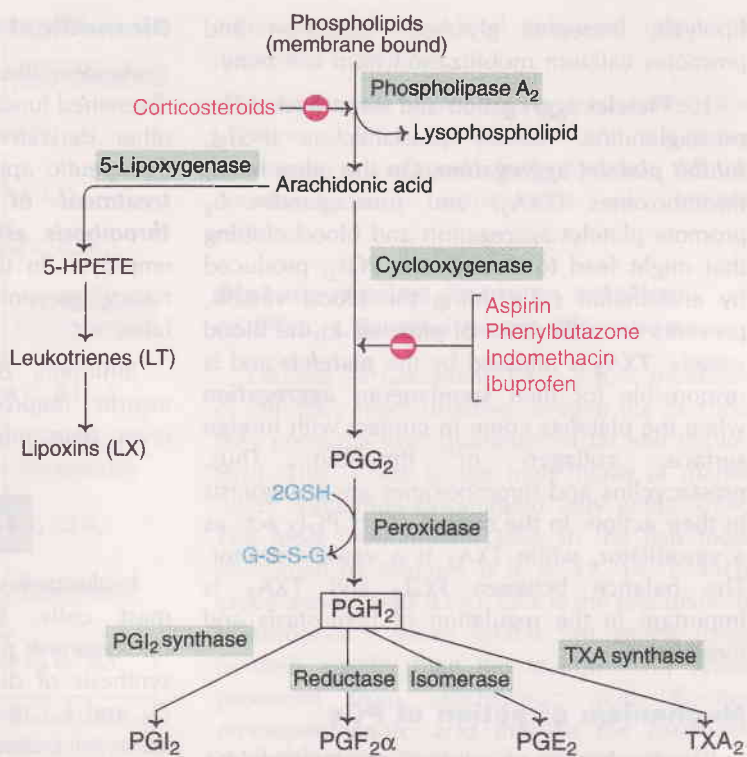 Phospholipids
(membrane bound)
Phospholipase A₂
Corticosteroids
Lysophospholipid
5-Lipoxygenase
Arachidonic acid
5-HPETE
Cyclooxygenase
Aspirin
Phenylbutazone
Indomethacin
Ibuprofen
Leukotrienes (LT)
Lipoxins (LX)
PGG₂
2GSH
Peroxidase
G-S-S-G
PGH₂
PGI₂ synthase
TXA synthase
Reductase
Isomerase
PGI₂
PGF₂α
PGE₂
TXA₂